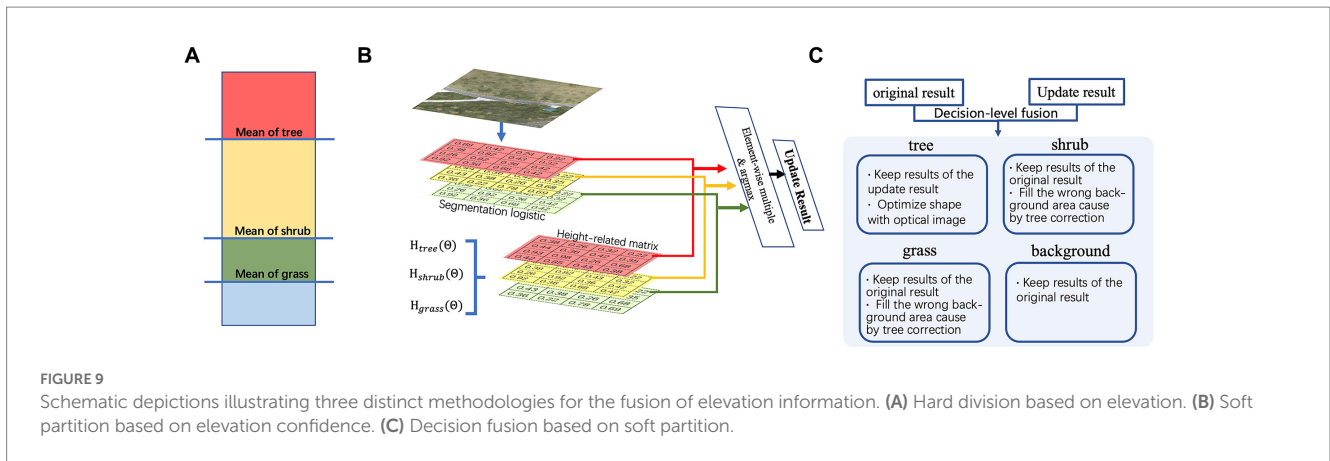 A
Mean of tree
Mean of shrub
Mean of grass
B
Segmentation logistic
Height-related matrix
H_tree(Θ)
H_shrub(Θ)
H_grass(Θ)
Element-wise multiple
& argmax
Update Result
C
original result
Update result
Decision-level fusion
tree
· Keep results of the
update result
· Optimize shape
with optical image
shrub
· Keep results of the
original result
· Fill the wrong back-
ground area cause
by tree correction
grass
· Keep results of the
original result
· Fill the wrong back-
ground area cause
by tree correction
background
· Keep results of the
original result
FIGURE 9
Schematic depictions illustrating three distinct methodologies for the fusion of elevation information. (A) Hard division based on elevation. (B) Soft
partition based on elevation confidence. (C) Decision fusion based on soft partition.